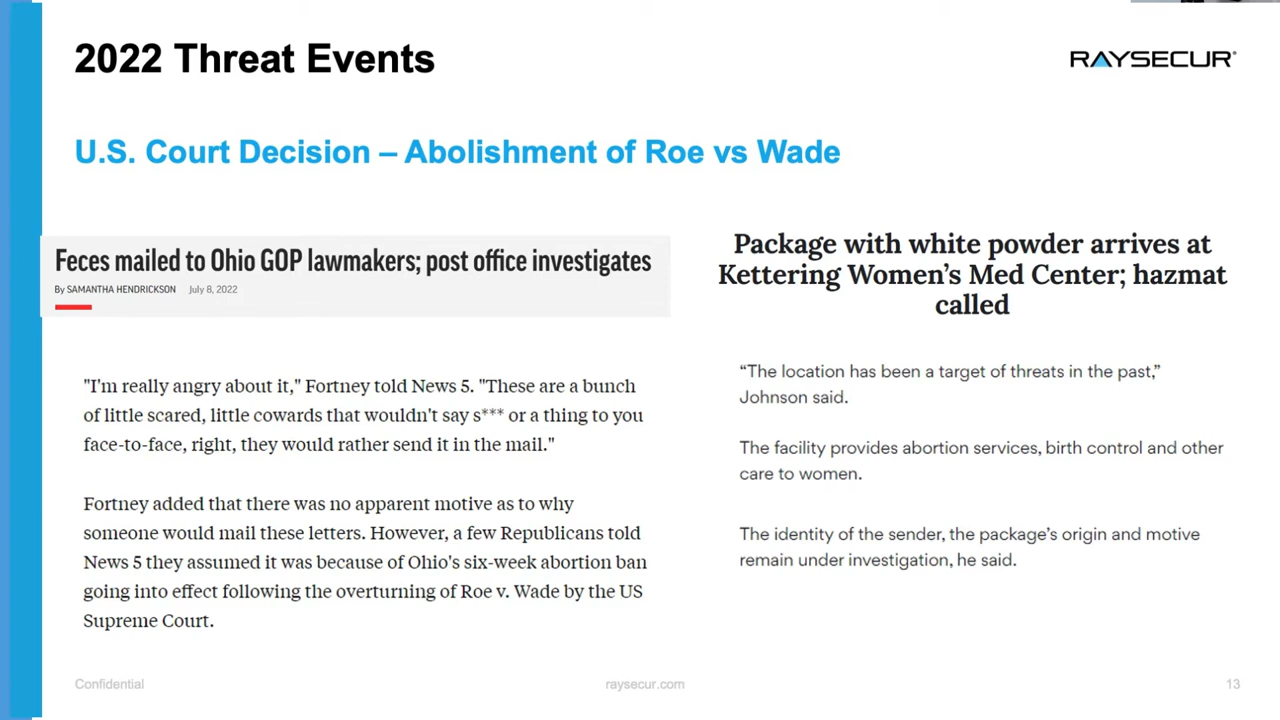 2022 Threat Events
RAYSECUR
U.S. Court Decision – Abolishment of Roe vs Wade
Feces mailed to Ohio GOP lawmakers; post office investigates
By SAMANTHA HENDRICKSON July 8, 2022
"I'm really angry about it," Fortney told News 5. "These are a bunch
of little scared, little cowards that wouldn't say s*** or a thing to you
face-to-face, right, they would rather send it in the mail."
Fortney added that there was no apparent motive as to why
someone would mail these letters. However, a few Republicans told
News 5 they assumed it was because of Ohio's six-week abortion ban
going into effect following the overturning of Roe v. Wade by the US
Supreme Court.
Package with white powder arrives at
Kettering Women’s Med Center; hazmat
called
“The location has been a target of threats in the past,”
Johnson said.
The facility provides abortion services, birth control and other
care to women.
The identity of the sender, the package’s origin and motive
remain under investigation, he said.
Confidential
raysecur.com
13